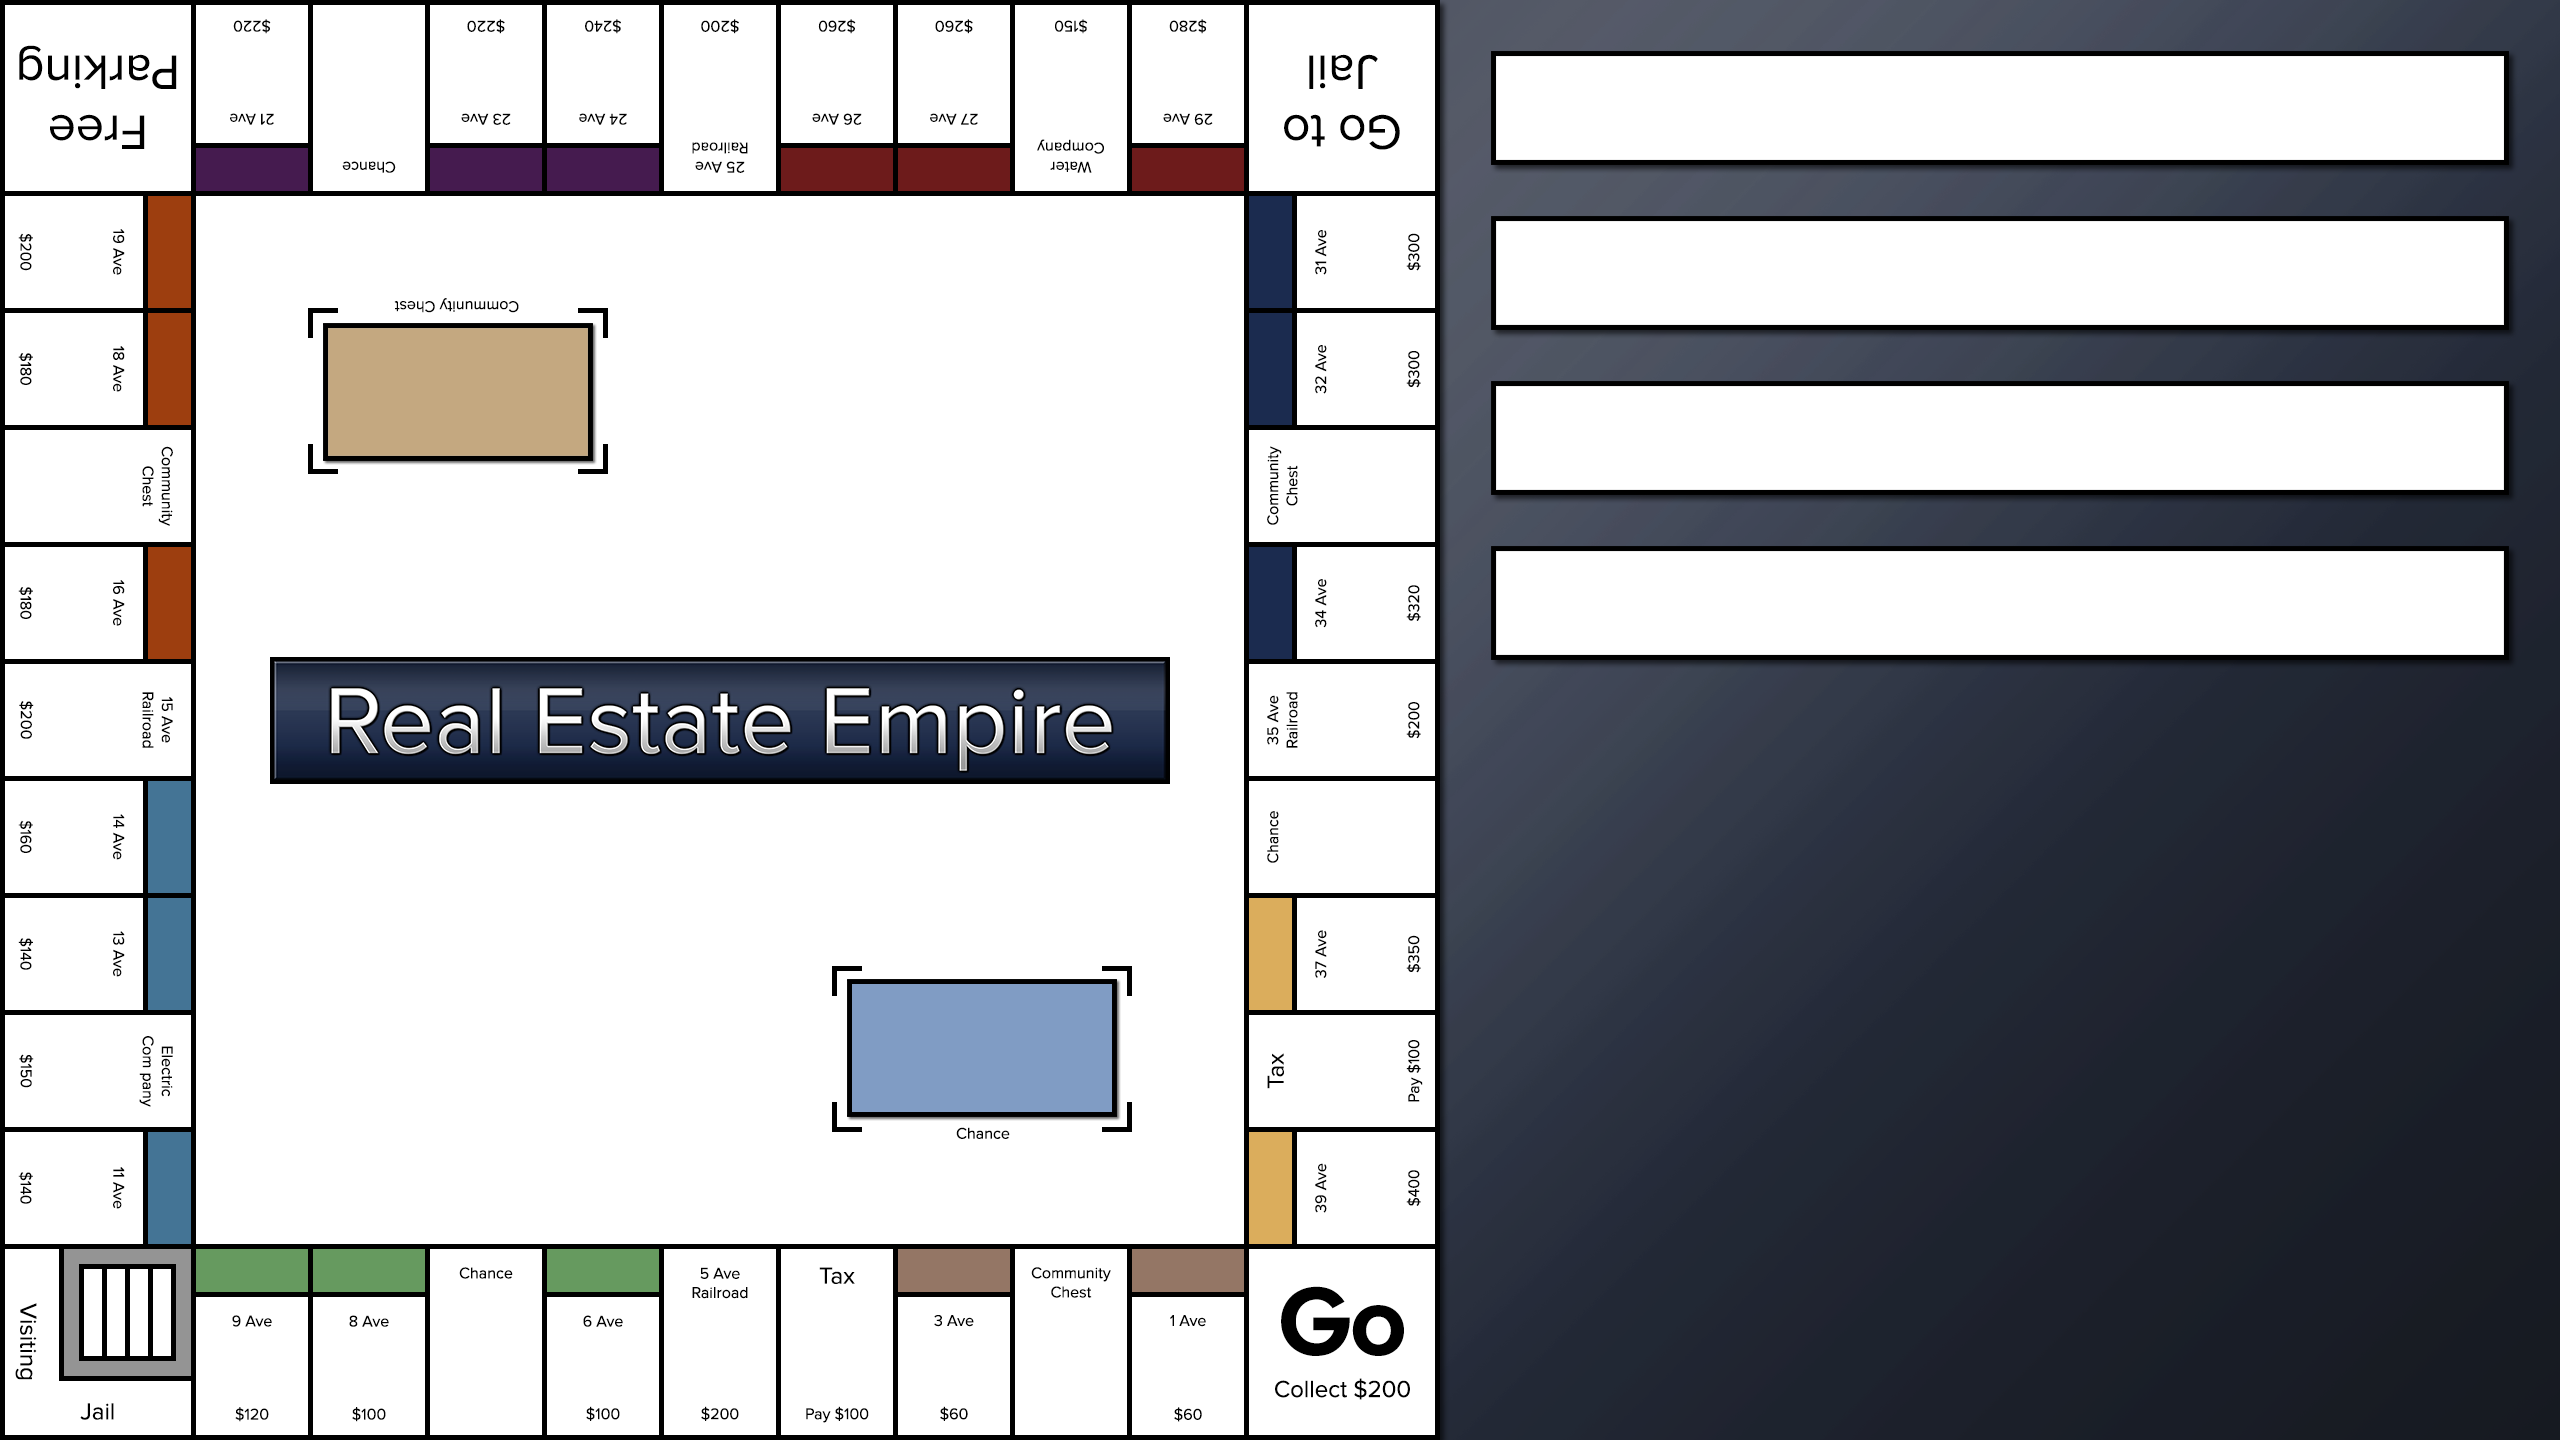 Free
Parking
21 Ave
$220
Chance
23 Ave
$220
24 Ave
$240
25 Ave
Railroad
$200
26 Ave
$260
27 Ave
$260
Water
Company
$150
29 Ave
$280
Go to
Jail
19 Ave
$200
18 Ave
$180
Community
Chest
16 Ave
$180
15 Ave
Railroad
$200
14 Ave
$160
13 Ave
$140
Electric
Com pany
$150
11 Ave
$140
Community Chest
Real Estate Empire
Chance
31 Ave
$300
32 Ave
$300
Community
Chest
34 Ave
$320
35 Ave
Railroad
$200
Chance
37 Ave
$350
Tax
Pay $100
39 Ave
$400
Visiting
Jail
9 Ave
$120
8 Ave
$100
Chance
6 Ave
$100
5 Ave
Railroad
$200
Tax
Pay $100
3 Ave
$60
Community
Chest
1 Ave
$60
Go
Collect $200